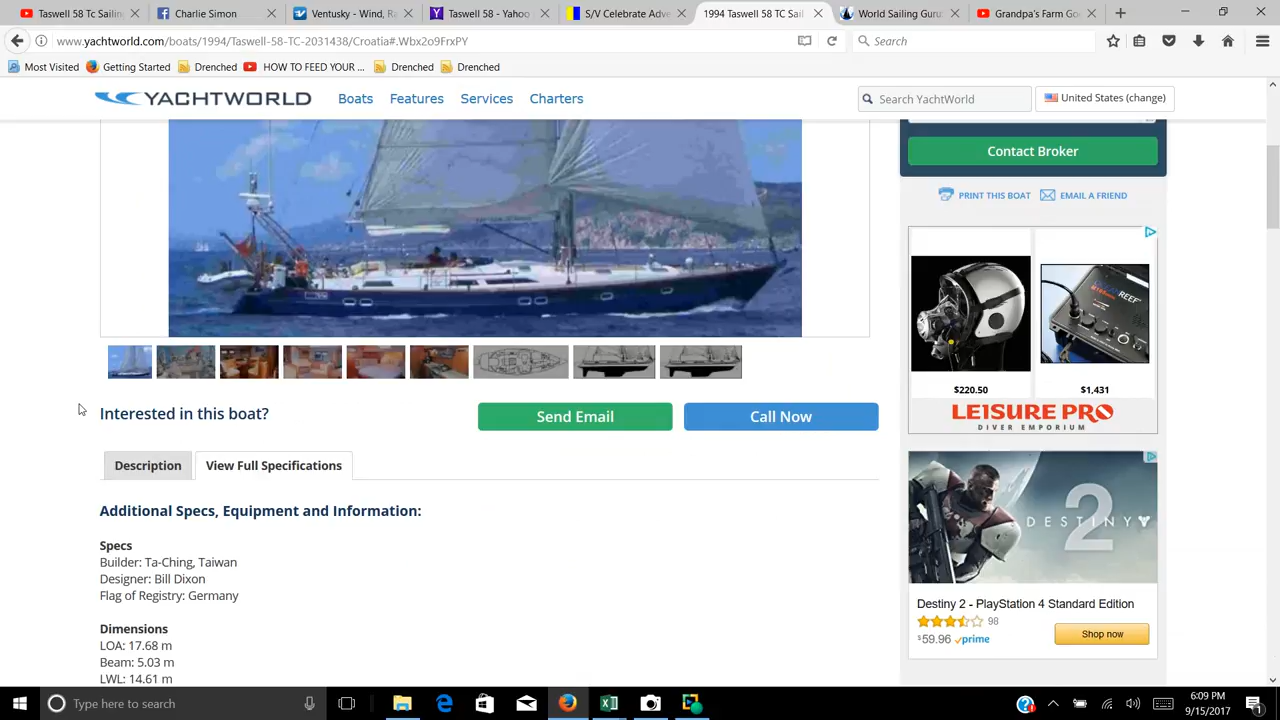 Taswell 58 TC Sailin
Facebook
Ventusky - Wind, Ra
Taswell 58 - Yahoo
S/V Celebrate Adve
1994 Taswell 58 TC Sail
World Sailing Guru:
Grandpa's Farm Go
www.yachtworld.com/boats/1994/Taswell-58-TC-2031438/Croatia#.Wbx2o9FrxPY
Search
Most Visited
Getting Started
Drenched
HOW TO FEED YOUR ...
Drenched
Drenched
YACHTWORLD
Boats
Features
Services
Charters
Search YachtWorld
United States (change)
Contact Broker
PRINT THIS BOAT
EMAIL A FRIEND
$220.50
$1,431
LEISURE PRO
DIVER EMPORIUM
Interested in this boat?
Send Email
Call Now
Description
View Full Specifications
Additional Specs, Equipment and Information:
Specs
Builder: Ta-Ching, Taiwan
Designer: Bill Dixon
Flag of Registry: Germany
Dimensions
LOA: 17.68 m
Beam: 5.03 m
LWL: 14.61 m
DESTINY
2
Destiny 2 - PlayStation 4 Standard Edition
98
$59.96 prime
Shop now
Type here to search
6:09 PM
9/15/2017
1